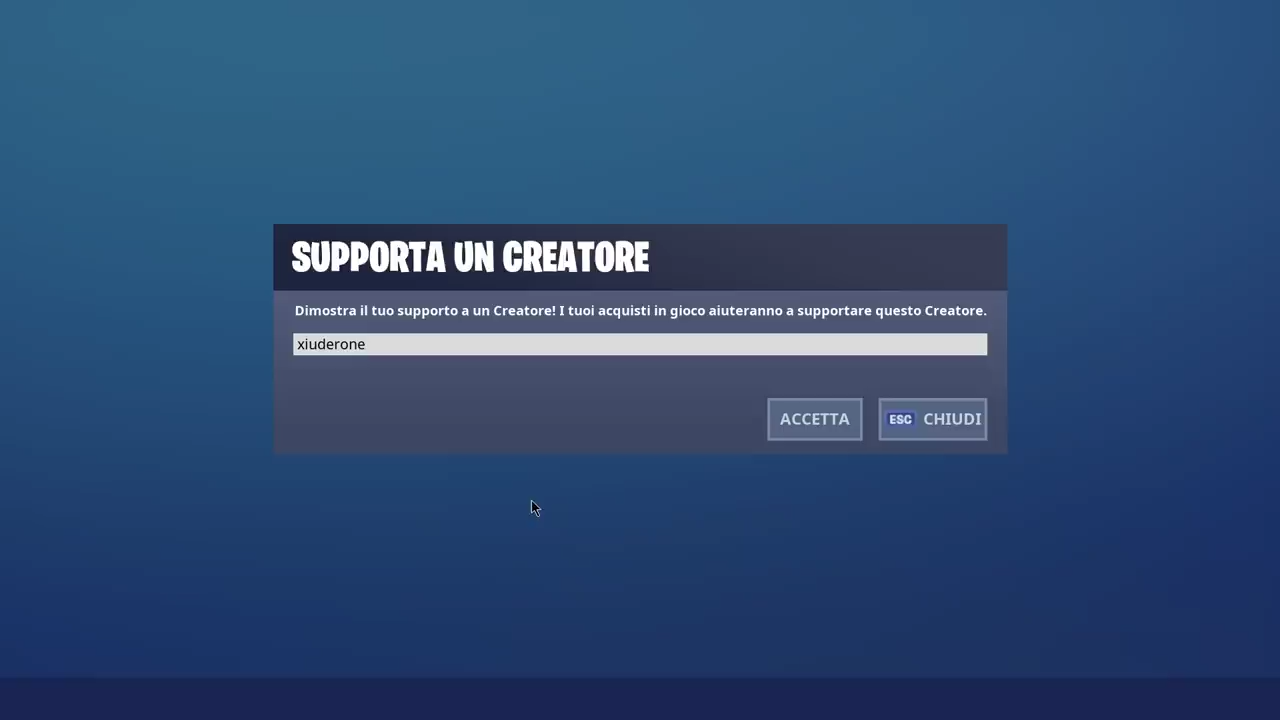 SUPPORTA UN CREATORE
Dimostra il tuo supporto a un Creatore! I tuoi acquisti in gioco aiuteranno a supportare questo Creatore.
xiuderone
ACCETTA
ESC CHIUDI